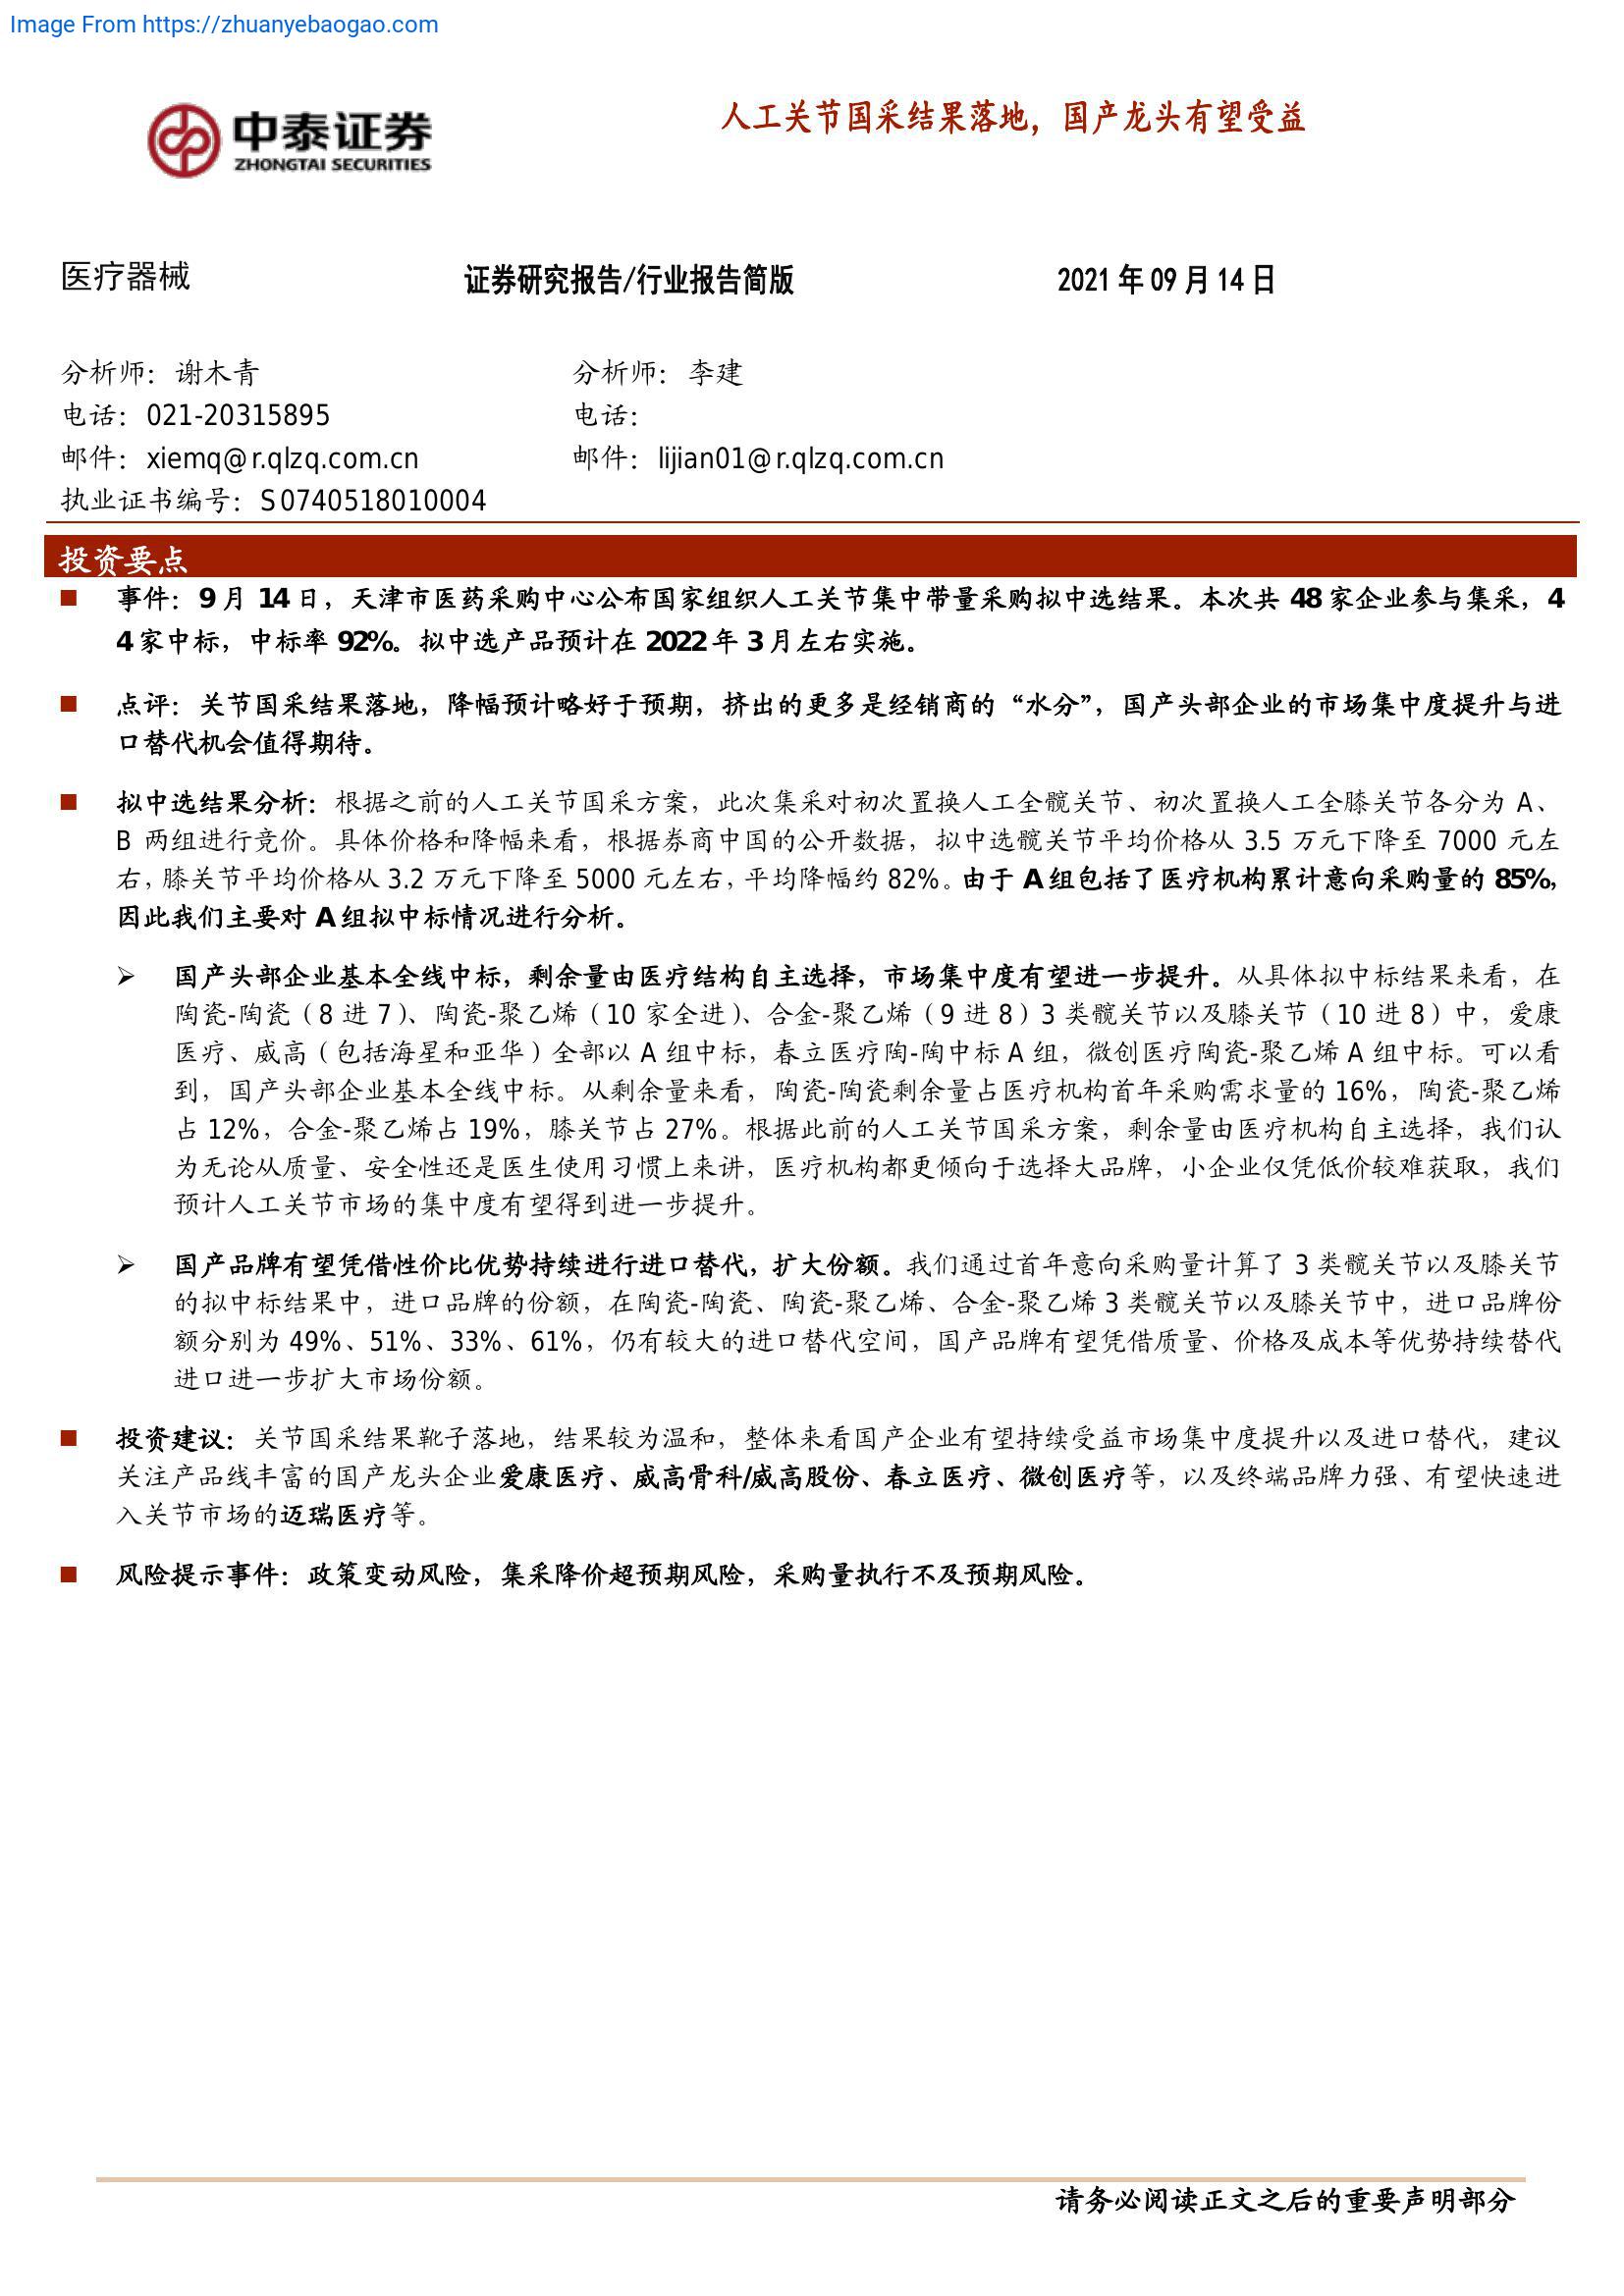 Image From https://zhuanyebaogao.com
中泰证券
ZHONGTAI SECURITIES
人工关节国采结果落地，国产龙头有望受益
医疗器械
证券研究报告/行业报告简版
2021 年 09 月 14 日
分析师：谢木青
分析师：李建
电话：021-20315895
电话：
邮件：xiemq@r.qlzq.com.cn
邮件：lijian01@r.qlzq.com.cn
执业证书编号：S0740518010004
投资要点
■ 事件：9 月 14 日，天津市医药采购中心公布国家组织人工关节集中带量采购拟中选结果。本次共 48 家企业参与集采，4
4 家中标，中标率 92%。拟中选产品预计在 2022 年 3 月左右实施。
■ 点评：关节国采结果落地，降幅预计略好于预期，挤出的更多是经销商的“水分”，国产头部企业的市场集中度提升与进
口替代机会值得期待。
■ 拟中选结果分析：根据之前的人工关节国采方案，此次集采对初次置换人工全髋关节、初次置换人工全膝关节各分为 A、
B 两组进行竞价。具体价格和降幅来看，根据券商中国的公开数据，拟中选髋关节平均价格从 3.5 万元下降至 7000 元左
右，膝关节平均价格从 3.2 万元下降至 5000 元左右，平均降幅约 82%。由于 A 组包括了医疗机构累计意向采购量的 85%，
因此我们主要对 A 组拟中标情况进行分析。
➢ 国产头部企业基本全线中标，剩余量由医疗结构自主选择，市场集中度有望进一步提升。从具体拟中标结果来看，在
陶瓷-陶瓷（8 进 7）、陶瓷-聚乙烯（10 家全进）、合金-聚乙烯（9 进 8）3 类髋关节以及膝关节（10 进 8）中，爱康
医疗、威高（包括海星和亚华）全部以 A 组中标，春立医疗陶-陶中标 A 组，微创医疗陶瓷-聚乙烯 A 组中标。可以看
到，国产头部企业基本全线中标。从剩余量来看，陶瓷-陶瓷剩余量占医疗机构首年采购需求量的 16%，陶瓷-聚乙烯
占 12%，合金-聚乙烯占 19%，膝关节占 27%。根据此前的人工关节国采方案，剩余量由医疗机构自主选择，我们认
为无论从质量、安全性还是医生使用习惯上来讲，医疗机构都更倾向于选择大品牌，小企业仅凭低价较难获取，我们
预计人工关节市场的集中度有望得到进一步提升。
➢ 国产品牌有望凭借性价比优势持续进行进口替代，扩大份额。我们通过首年意向采购量计算了 3 类髋关节以及膝关节
的拟中标结果中，进口品牌的份额，在陶瓷-陶瓷、陶瓷-聚乙烯、合金-聚乙烯 3 类髋关节以及膝关节中，进口品牌份
额分别为 49%、51%、33%、61%，仍有较大的进口替代空间，国产品牌有望凭借质量、价格及成本等优势持续替代
进口进一步扩大市场份额。
■ 投资建议：关节国采结果靴子落地，结果较为温和，整体来看国产企业有望持续受益市场集中度提升以及进口替代，建议
关注产品线丰富的国产龙头企业爱康医疗、威高骨科/威高股份、春立医疗、微创医疗等，以及终端品牌力强、有望快速进
入关节市场的迈瑞医疗等。
■ 风险提示事件：政策变动风险，集采降价超预期风险，采购量执行不及预期风险。
请务必阅读正文之后的重要声明部分